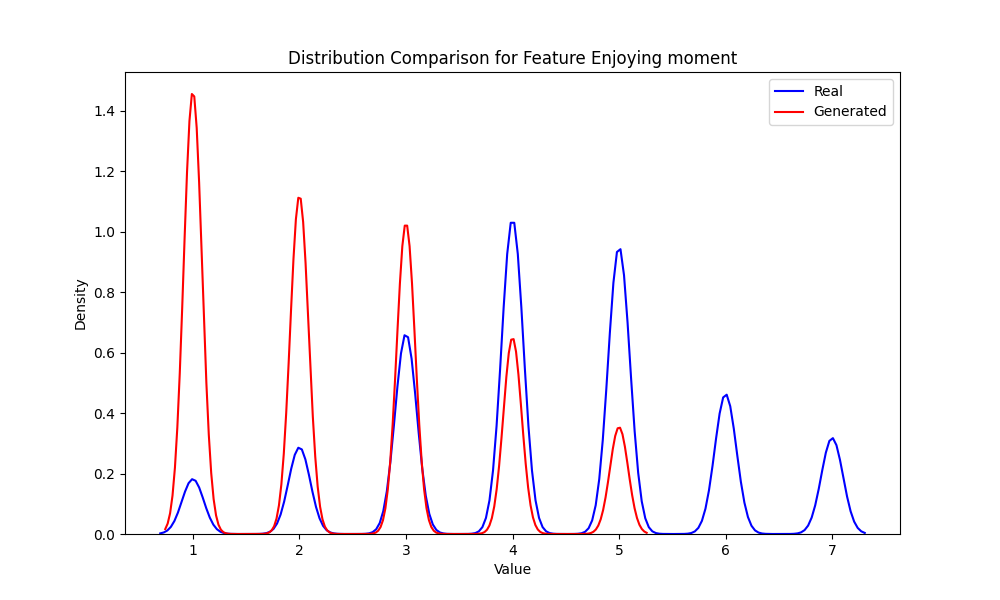 Distribution Comparison for Feature Enjoying moment
Real
Generated
1.4
1.2
1.0
0.8
0.6
0.4
0.2
0.0
Density
1 2 3 4 5 6 7
Value